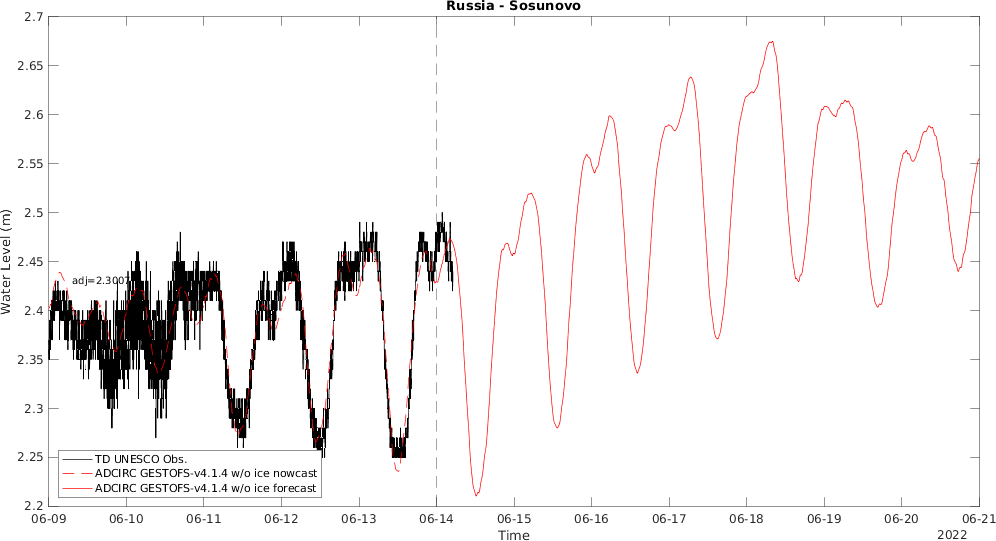 Russia - Sosunovo
Water Level (m)
2.7
2.65
2.6
2.55
2.5
2.45
2.4
2.35
2.3
2.25
2.2
adj=2.3007
TD UNESCO Obs.
ADCIRC GESTOFS-v4.1.4 w/o ice nowcast
ADCIRC GESTOFS-v4.1.4 w/o ice forecast
06-09 06-10 06-11 06-12 06-13 06-14 06-15 06-16 06-17 06-18 06-19 06-20 06-21
Time
2022